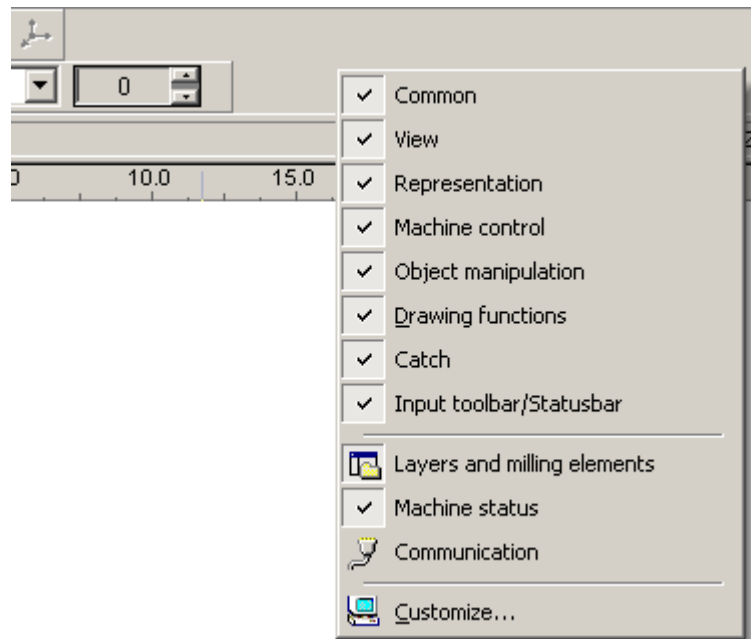 0
Common
View
10.0 15.0
Representation
Machine control
Object manipulation
Drawing functions
Catch
Input toolbar/Statusbar
Layers and milling elements
Machine status
Communication
Customize...